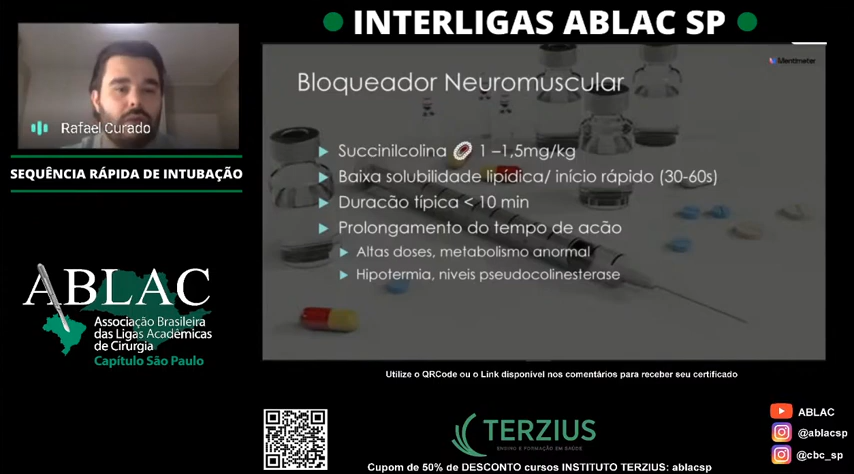 INTERLIGAS ABLAC SP
Mentimeter
Bloqueador Neuromuscular
Rafael Curado
SEQUÊNCIA RÁPIDA DE INTUBAÇÃO
Succinilcolina 1 –1,5mg/kg
Baixa solubilidade lipídica/ início rápido (30-60s)
Duracão típica < 10 min
Prolongamento do tempo de acão
Altas doses, metabolismo anormal
Hipotermia, niveis pseudocolinesterase
ABLAC
Associação Brasileira
das Ligas Acadêmicas
de Cirurgia
Capítulo São Paulo
Utilize o QRCode ou o Link disponível nos comentários para receber seu certificado
TERZIUS
ENSINO E FORMAÇÃO EM SAÚDE
Cupom de 50% de DESCONTO cursos INSTITUTO TERZIUS: ablacsp
ABLAC
@ablacsp
@cbc_sp